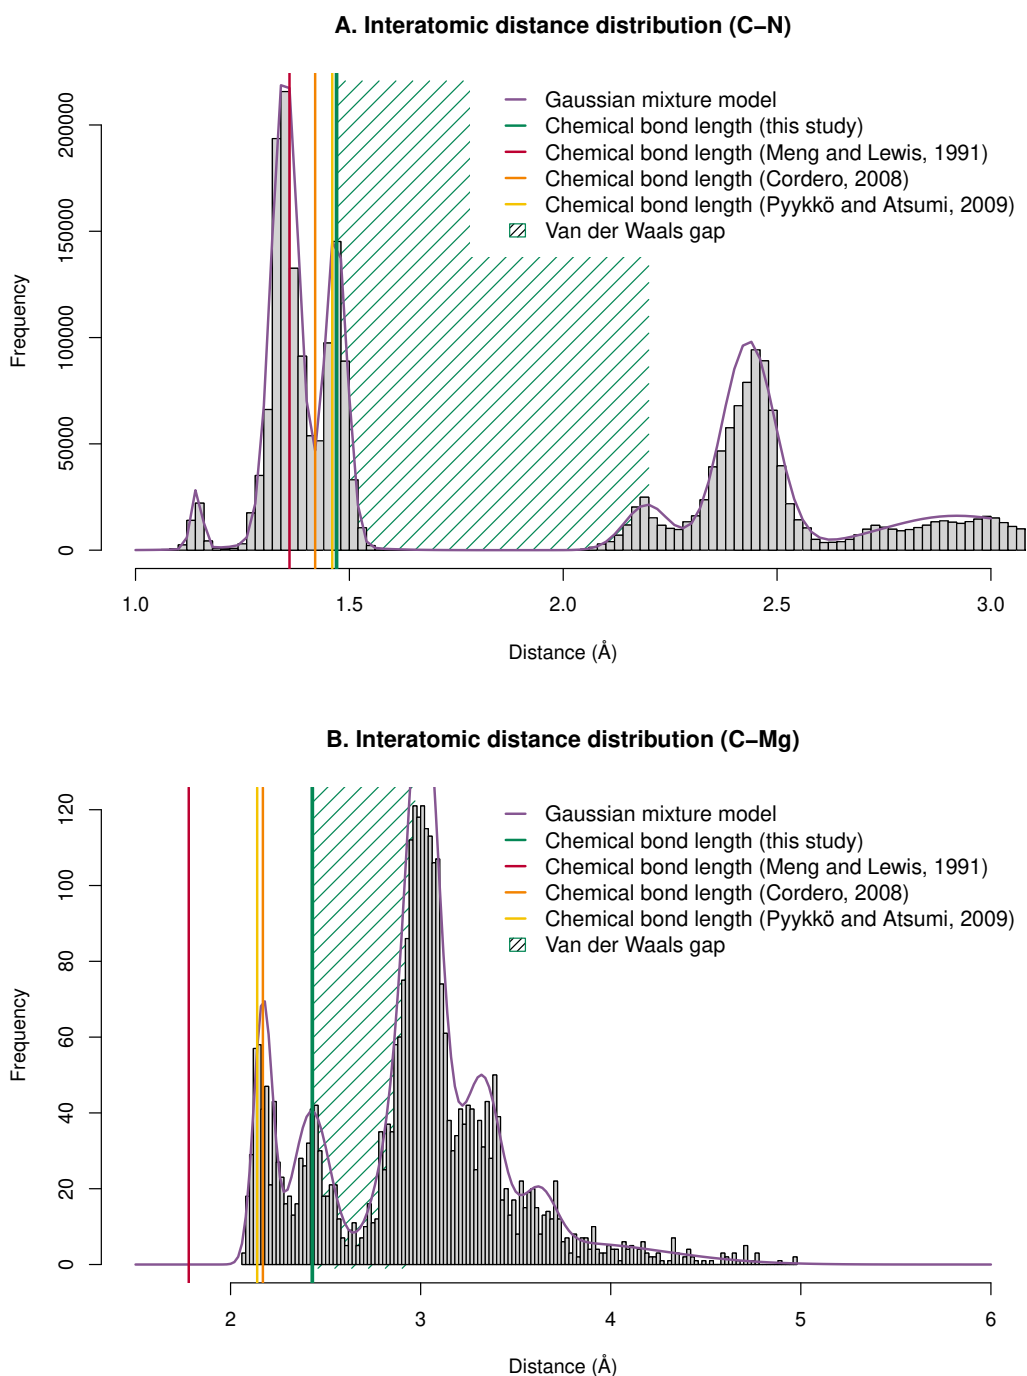 A. Interatomic distance distribution (C−N)
Gaussian mixture model
Chemical bond length (this study)
Chemical bond length (Meng and Lewis, 1991)
Chemical bond length (Cordero, 2008)
Chemical bond length (Pyykkö and Atsumi, 2009)
Van der Waals gap
Frequency
200000
150000
100000
50000
0
1.0 1.5 2.0 2.5 3.0
Distance (Å)
B. Interatomic distance distribution (C−Mg)
Gaussian mixture model
Chemical bond length (this study)
Chemical bond length (Meng and Lewis, 1991)
Chemical bond length (Cordero, 2008)
Chemical bond length (Pyykkö and Atsumi, 2009)
Van der Waals gap
Frequency
120
100
80
60
40
20
0
2 3 4 5 6
Distance (Å)